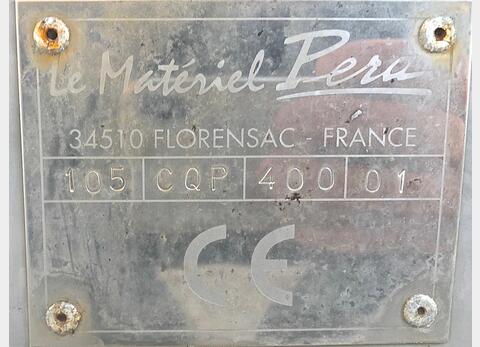 Le Matériel Pera
34510 FLORENSAC - FRANCE
105 CQP 400 01
CE